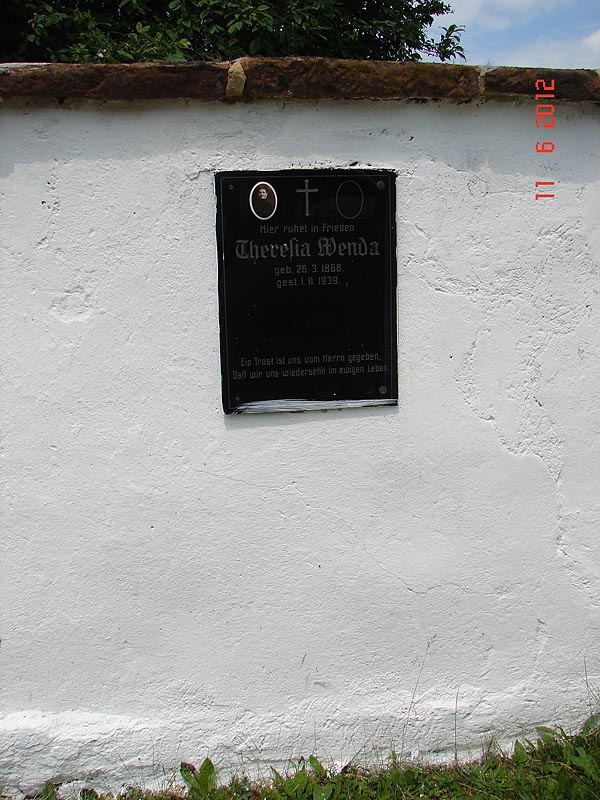 Hier ruhet in Frieden
Theresia Wenda
geb. 26. 3. 1868.
gest. 1. 11. 1939.
Ein Trost ist uns vom Herrn gegeben,
Daß wir uns wiedersehn im ewigen Leben.
11 6 2012